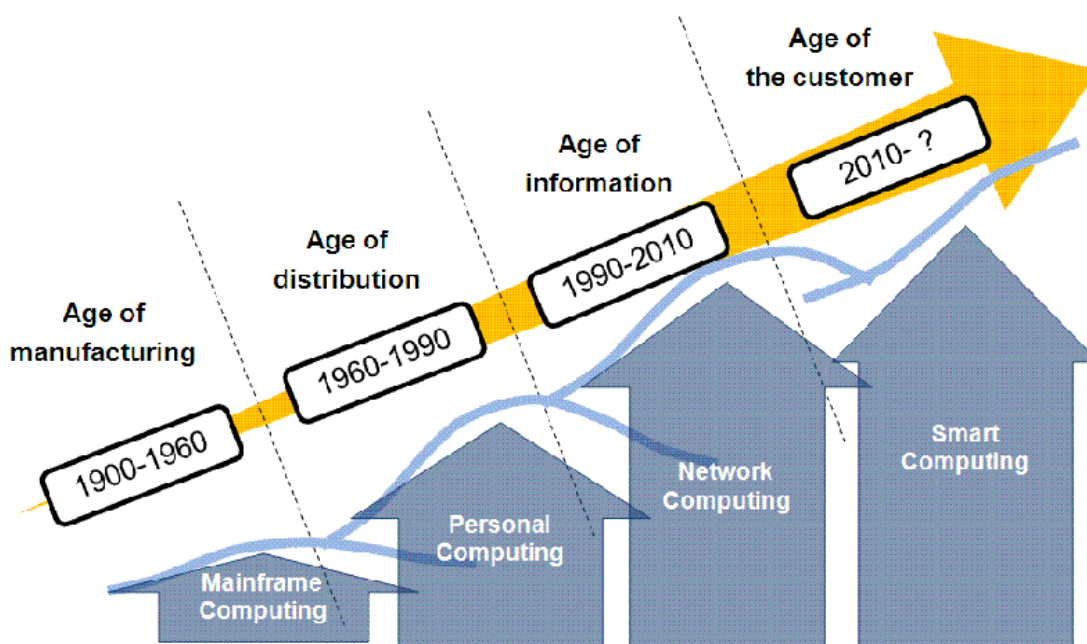 Age of
the customer
2010- ?
Age of
information
1990-2010
Age of
distribution
1960-1990
Age of
manufacturing
1900-1960
Smart
Computing
Network
Computing
Personal
Computing
Mainframe
Computing